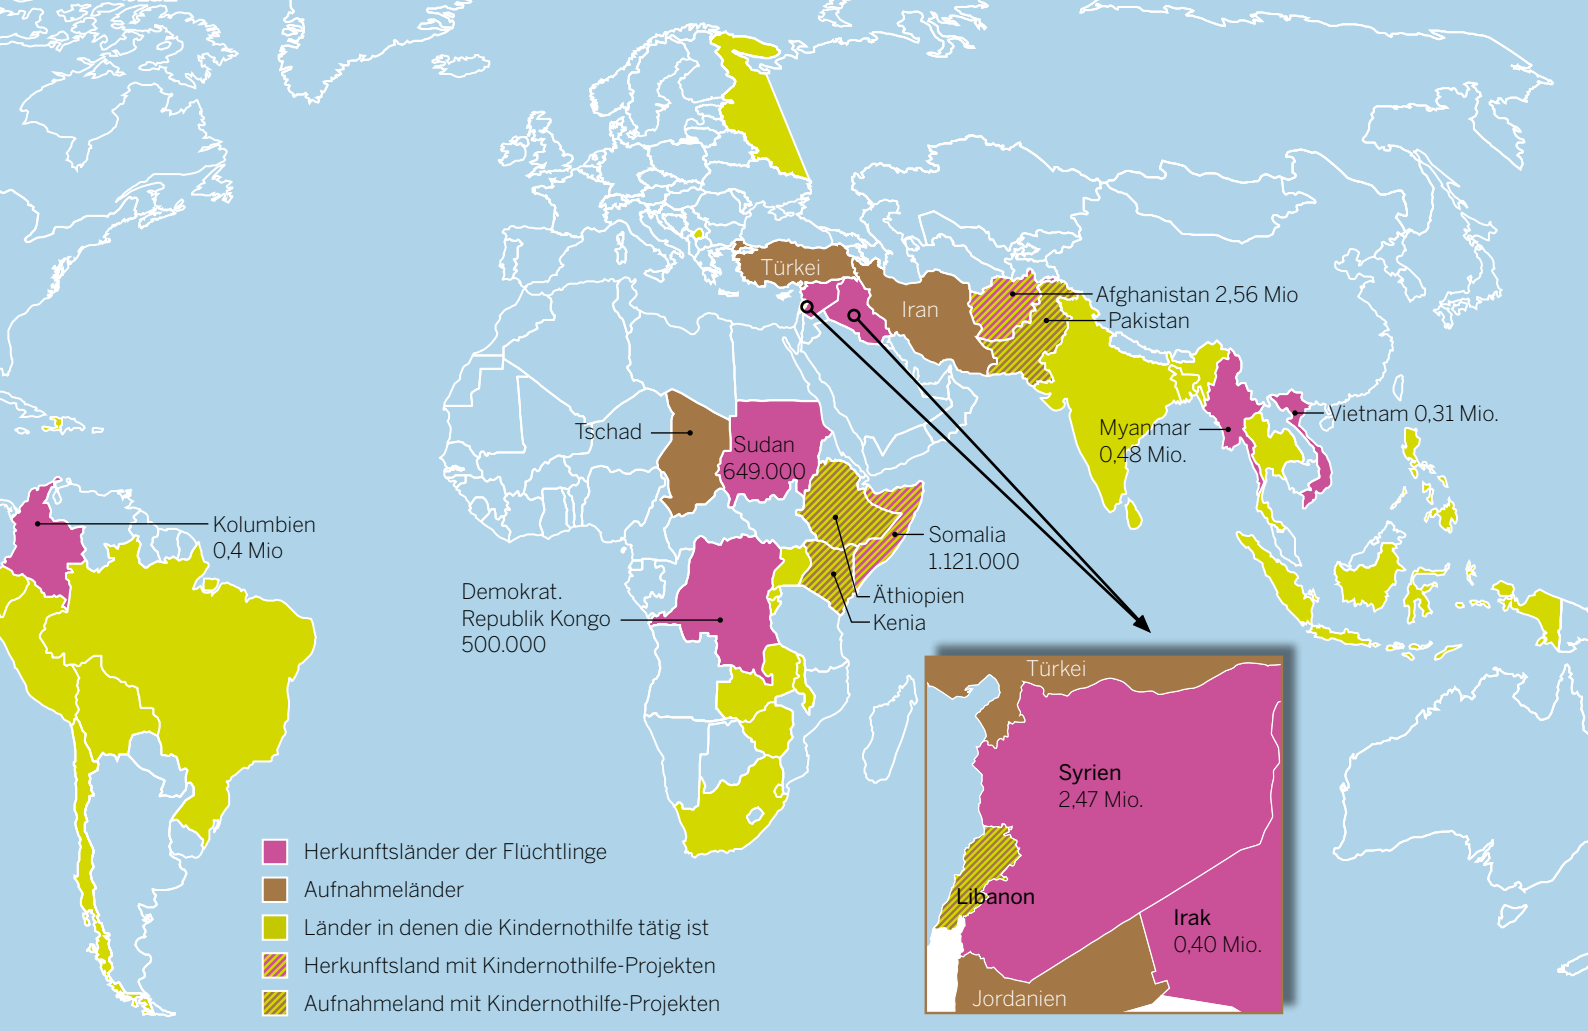 Türkei
Iran
Afghanistan 2,56 Mio
Pakistan
Tschad
Sudan
649.000
Myanmar
0,48 Mio.
Vietnam 0,31 Mio.
Kolumbien
0,4 Mio
Somalia
1.121.000
Äthiopien
Kenia
Demokrat.
Republik Kongo
500.000
Türkei
Syrien
2,47 Mio.
Libanon
Irak
0,40 Mio.
Jordanien
Herkunftsländer der Flüchtlinge
Aufnahmeländer
Länder in denen die Kindernothilfe tätig ist
Herkunftsland mit Kindernothilfe-Projekten
Aufnahmeland mit Kindernothilfe-Projekten